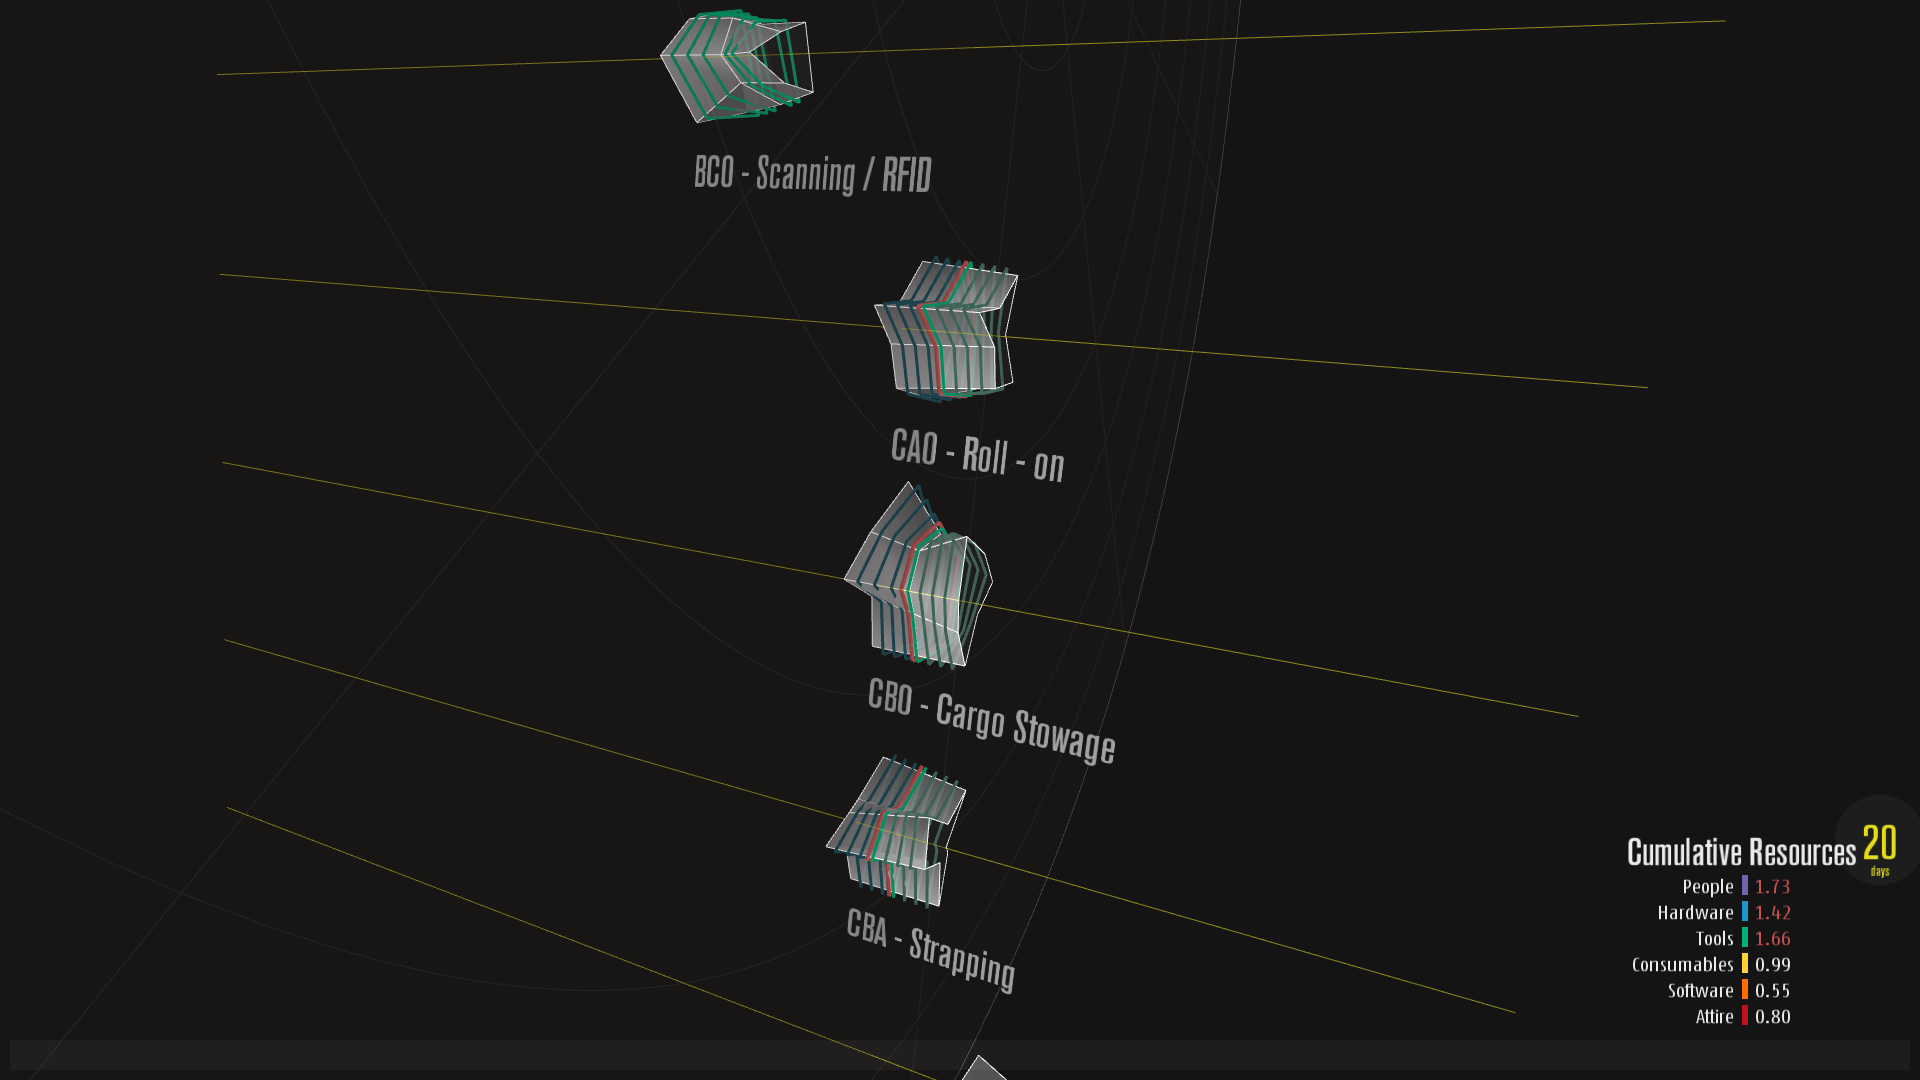 BCO - Scanning / RFID
CAO - Roll - on
CBO - Cargo Stowage
CBA - Strapping
Cumulative Resources
20
days
People 1.73
Hardware 1.42
Tools 1.66
Consumables 0.99
Software 0.55
Attire 0.80